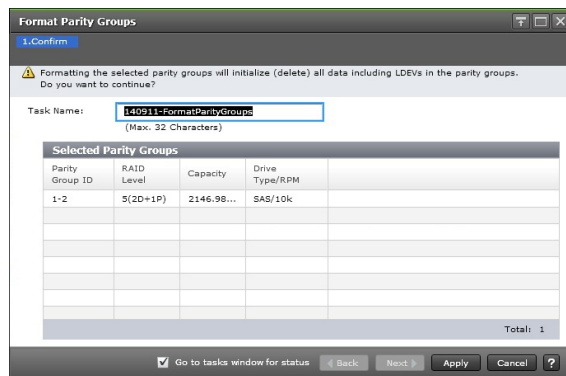 Format Parity Groups
1.Confirm
Formatting the selected parity groups will initialize (delete) all data including LDEVs in the parity groups.
Do you want to continue?
Task Name: 140911-FormatParityGroups
(Max. 32 Characters)
Selected Parity Groups
Parity Group ID RAID Level Capacity Drive Type/RPM
1-2 5(2D+1P) 2146.98... SAS/10k
Total: 1
Go to tasks window for status Back Next Apply Cancel ?